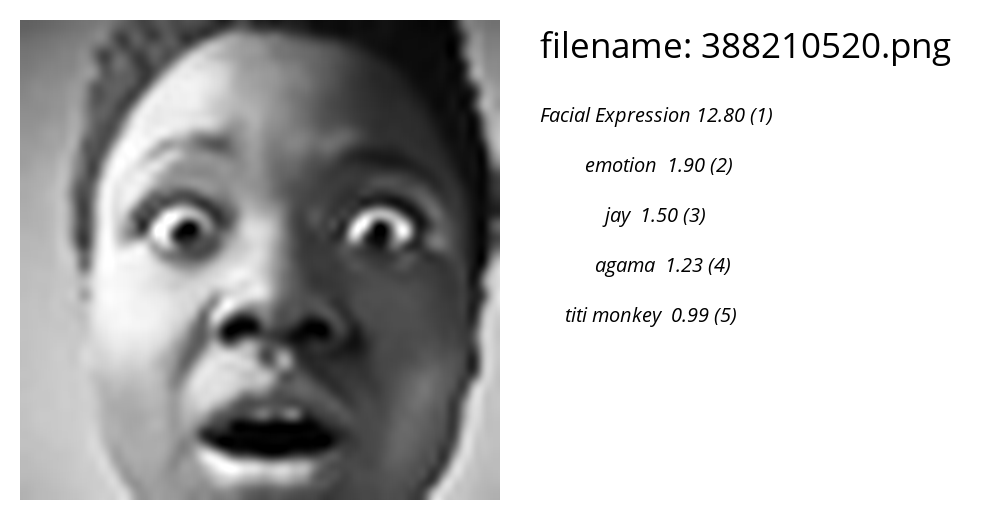 filename: 388210520.png
Facial Expression 12.80 (1)
emotion 1.90 (2)
jay 1.50 (3)
agama 1.23 (4)
titi monkey 0.99 (5)